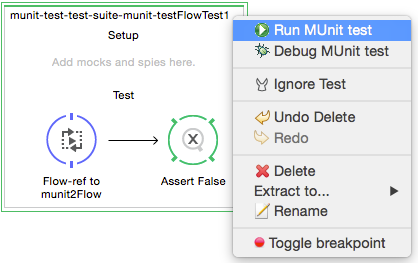 munit-test-test-suite-munit-testFlowTest1
Setup
Add mocks and spies here.
Test
Flow-ref to
munit2Flow
X
Assert False
Run MUnit test
Debug MUnit test
Ignore Test
Undo Delete
Redo
Delete
Extract to...
Rename
Toggle breakpoint